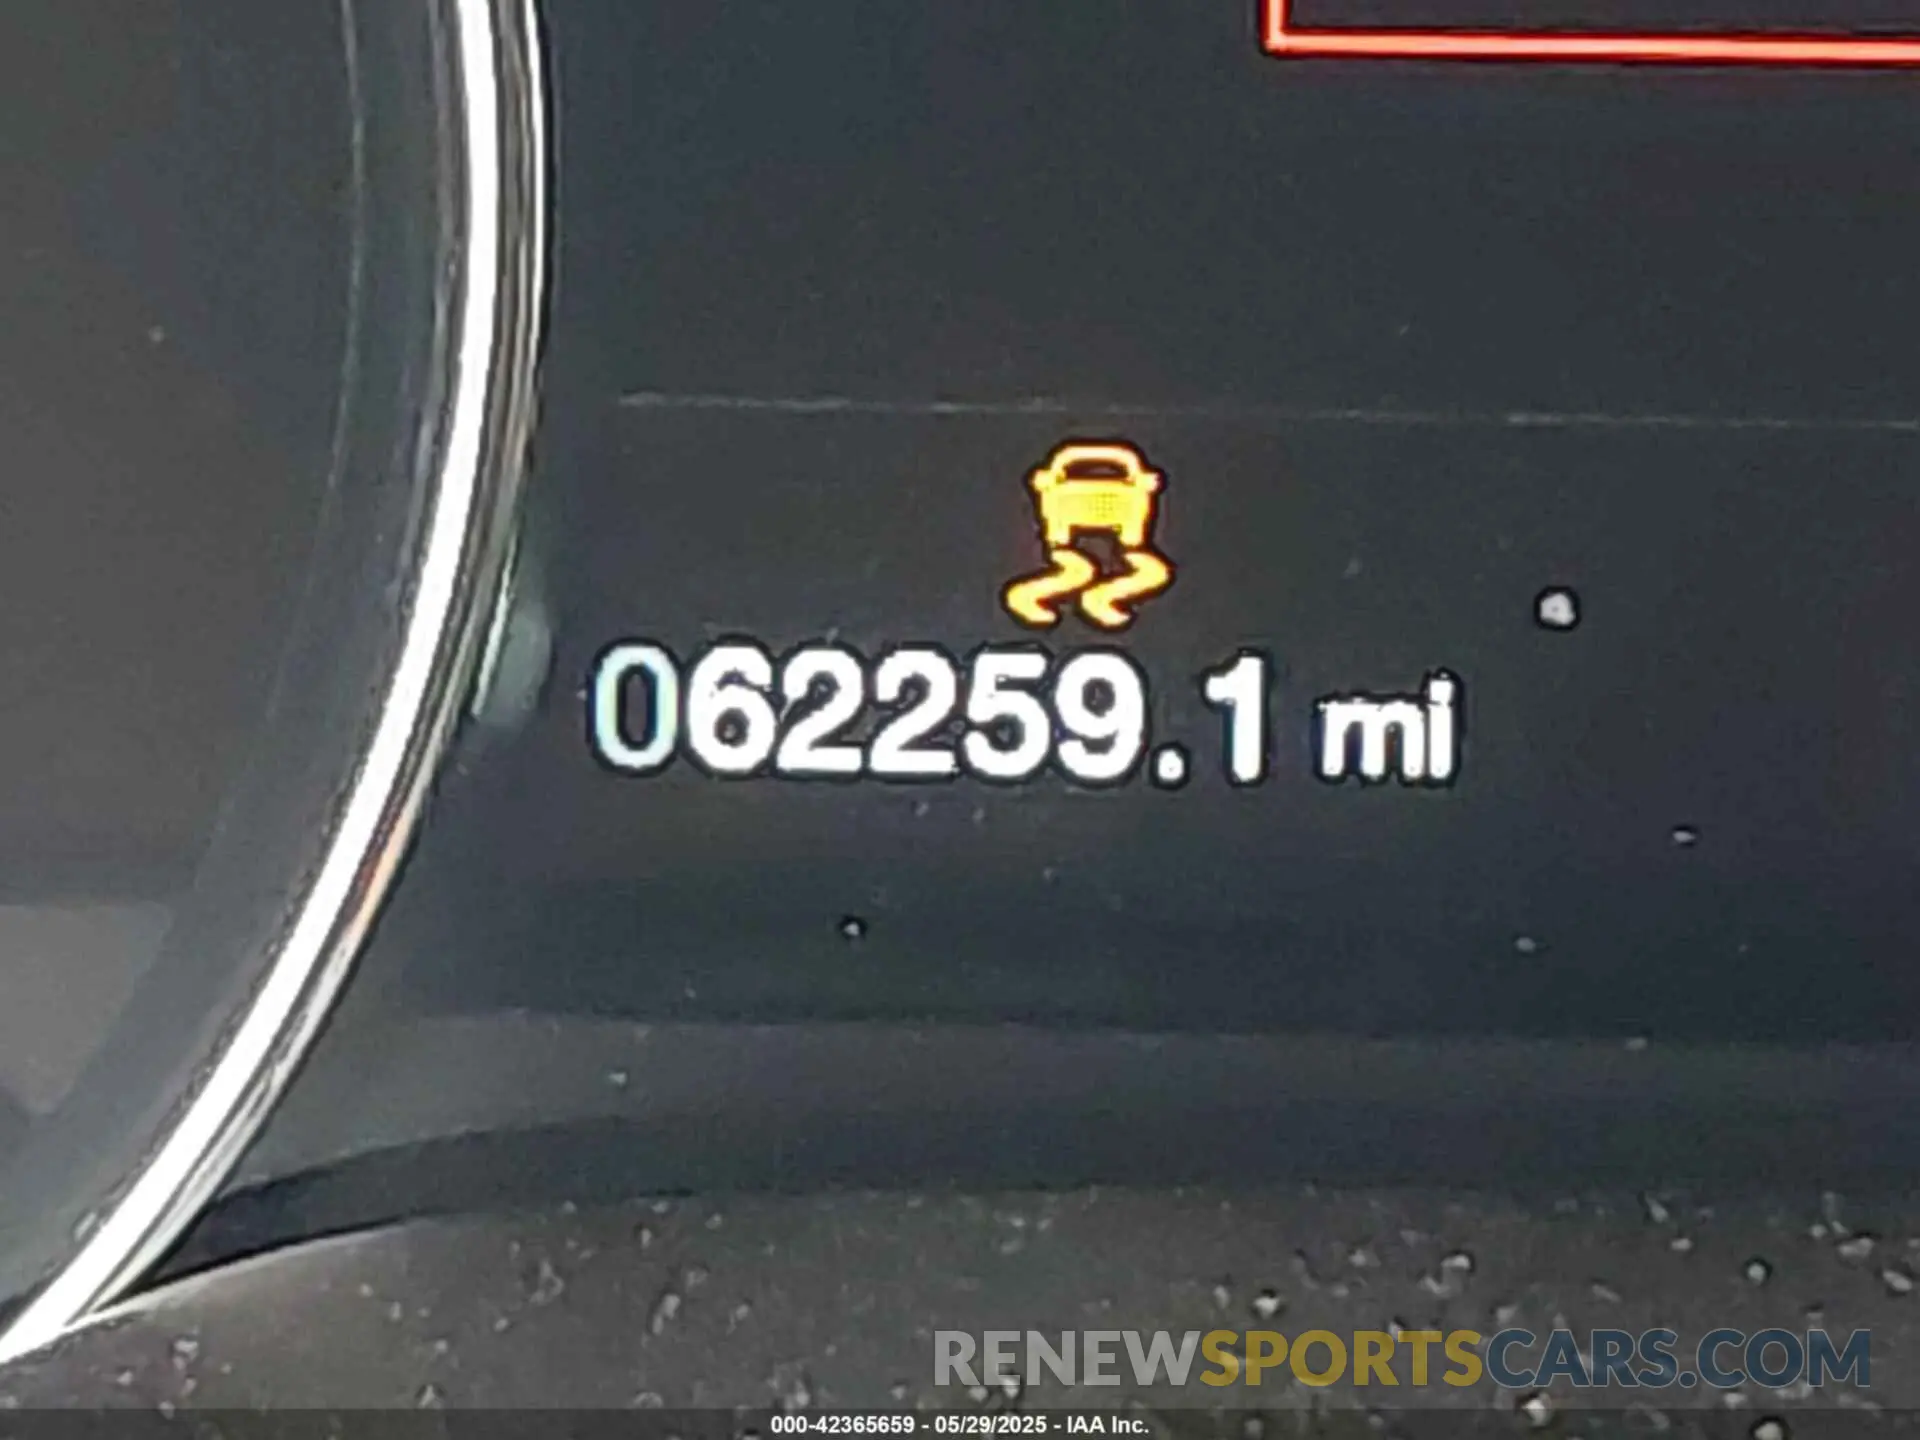 062259.1 mi
RENEWSPORTSCARS.COM
000-42365659 - 05/29/2025 - IAA Inc.